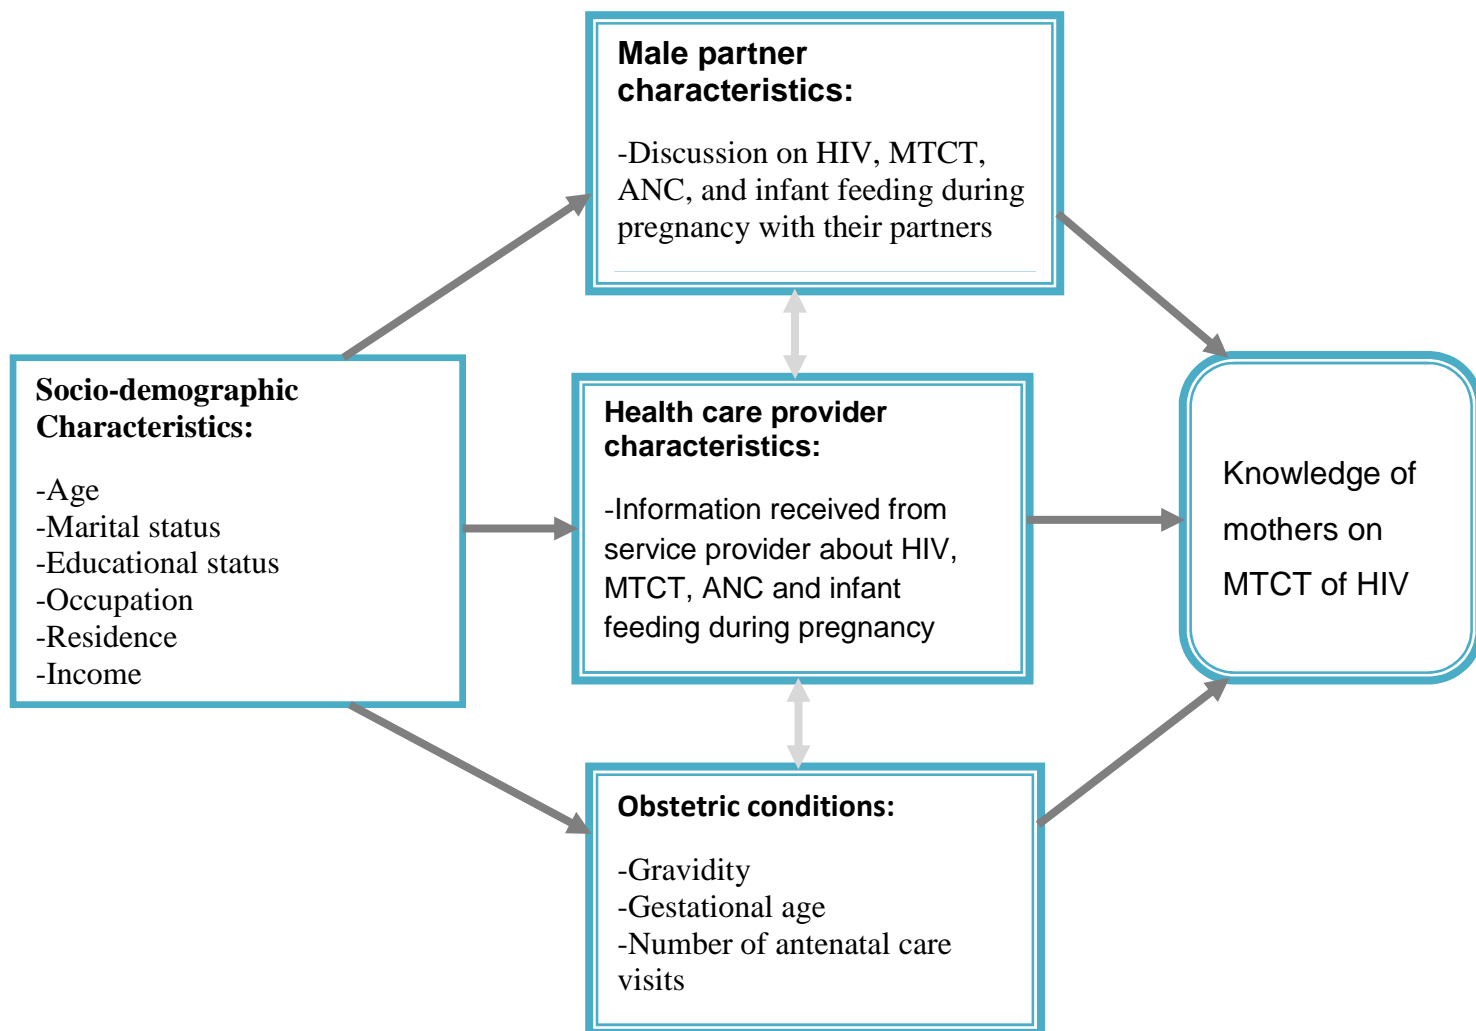 Male partner
characteristics:
-Discussion on HIV, MTCT,
ANC, and infant feeding during
pregnancy with their partners
Socio-demographic
Characteristics:
-Age
-Marital status
-Educational status
-Occupation
-Residence
-Income
Health care provider
characteristics:
-Information received from
service provider about HIV,
MTCT, ANC and infant
feeding during pregnancy
Knowledge of
mothers on
MTCT of HIV
Obstetric conditions:
-Gravidity
-Gestational age
-Number of antenatal care
visits